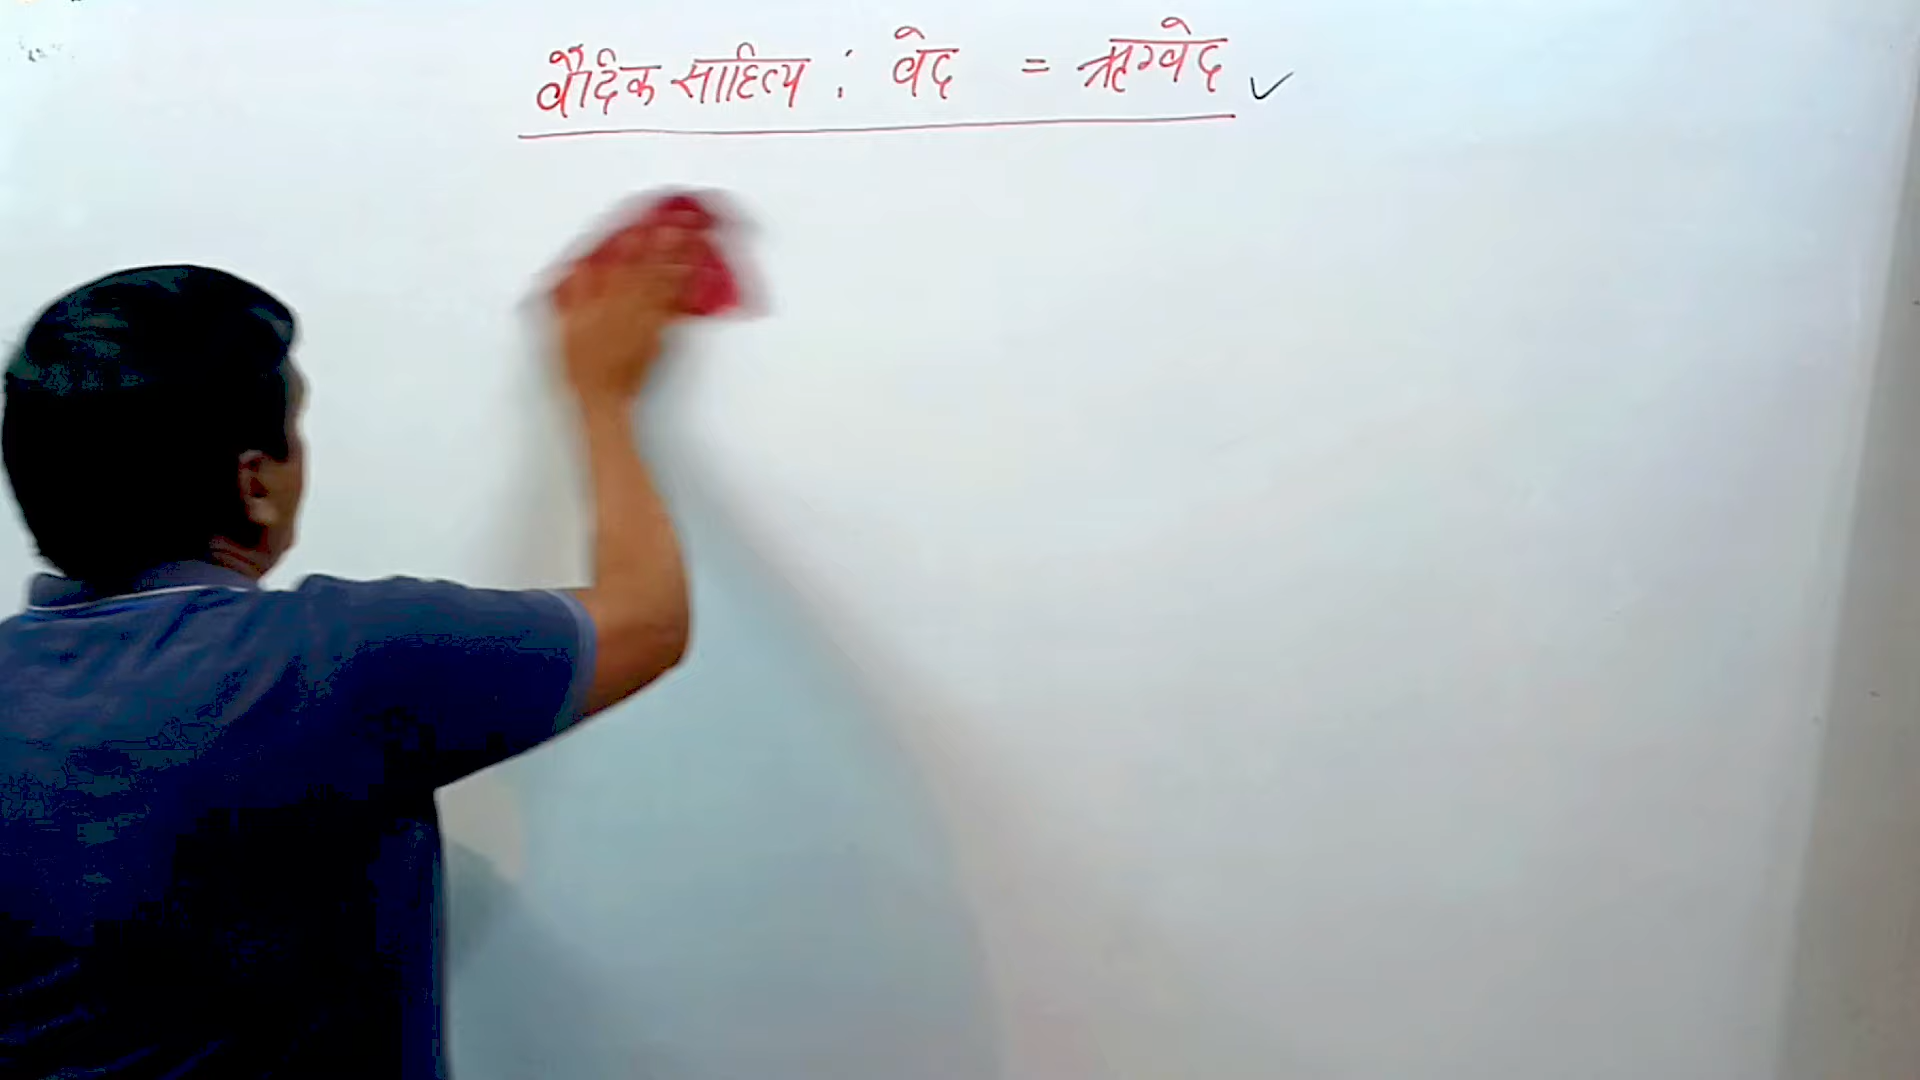 वैदिक साहित्य : वेद = ऋग्वेद ✓